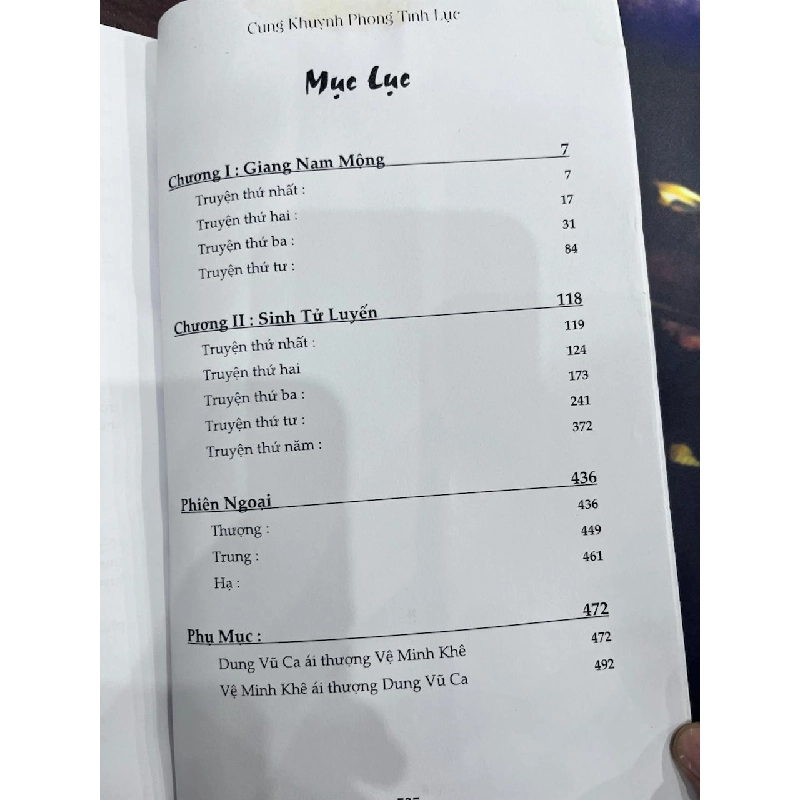 Cung Khuynh Phong Tình Lục
Mục Lục
Chương I : Giang Nam Mộng 7
Truyện thứ nhất : 7
Truyện thứ hai : 17
Truyện thứ ba : 31
Truyện thứ tư : 84
Chương II : Sinh Tử Luyến 118
Truyện thứ nhất : 119
Truyện thứ hai 124
Truyện thứ ba : 173
Truyện thứ tư : 241
Truyện thứ năm : 372
Phiên Ngoại 436
Thượng : 436
Trung : 449
Hạ : 461
Phụ Mục : 472
Dung Vũ Ca ái thượng Vệ Minh Khê 472
Vệ Minh Khê ái thượng Dung Vũ Ca 492